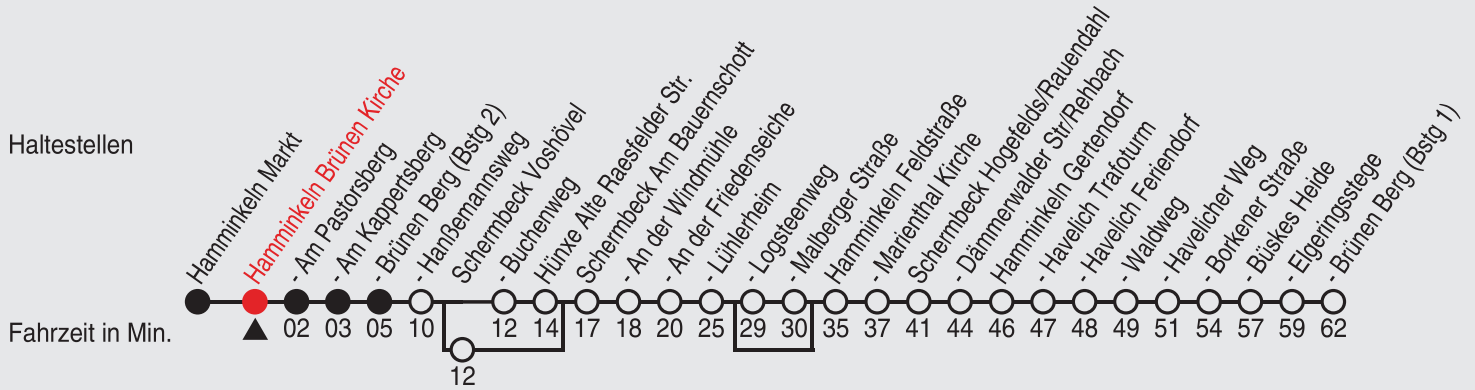 Haltestellen
Hamminkeln Markt
Hamminkeln Brünen Kirche
- Am Pastorsberg
- Am Kappertsberg
- Brünen Berg (Bstg 2)
- Hanßemannsweg
Schermbeck Voshövel
- Buchenweg
Hünxe Alte Raesfelder Str.
Schermbeck Am Bauernschott
- An der Windmühle
- An der Friedenseiche
- Lühlerheim
- Logsteenweg
- Malberger Straße
Hamminkeln Feldstraße
- Marienthal Kirche
Schermbeck Hogefelds/Rauendahl
- Dämmerwalder Str/Rehbach
Hamminkeln Gertendorf
- Havelich Trafoturm
- Havelich Feriendorf
- Waldweg
- Havelicher Weg
- Borkener Straße
- Büskes Heide
- Elgeringsstege
- Brünen Berg (Bstg 1)
Fahrzeit in Min.
02 03 05 10 12 14 17 18 20 25 29 30 35 37 41 44 46 47 48 49 51 54 57 59 62
12